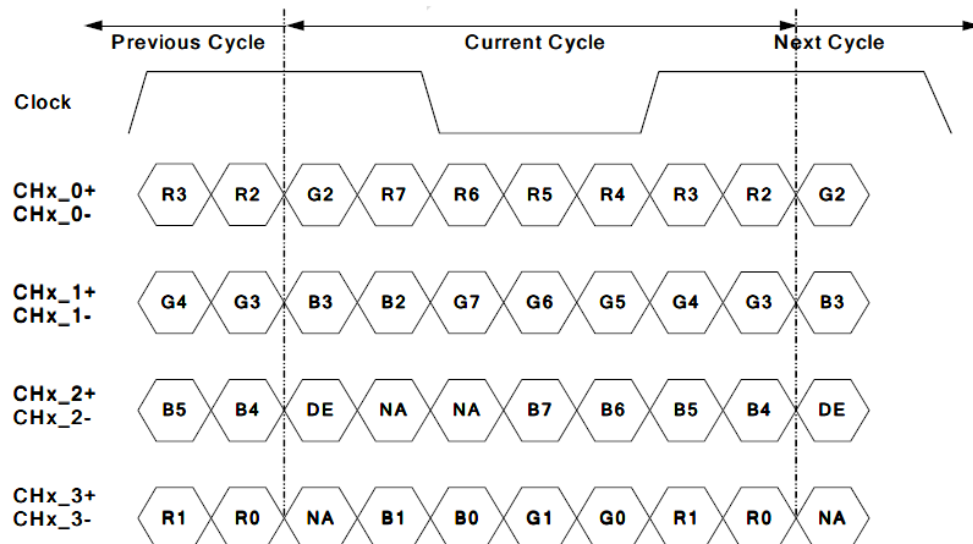 Previous Cycle Current Cycle Next Cycle
Clock
CHx_0+
CHx_0-
R3 R2 G2 R7 R6 R5 R4 R3 R2 G2
CHx_1+
CHx_1-
G4 G3 B3 B2 G7 G6 G5 G4 G3 B3
CHx_2+
CHx_2-
B5 B4 DE NA NA B7 B6 B5 B4 DE
CHx_3+
CHx_3-
R1 R0 NA B1 B0 G1 G0 R1 R0 NA